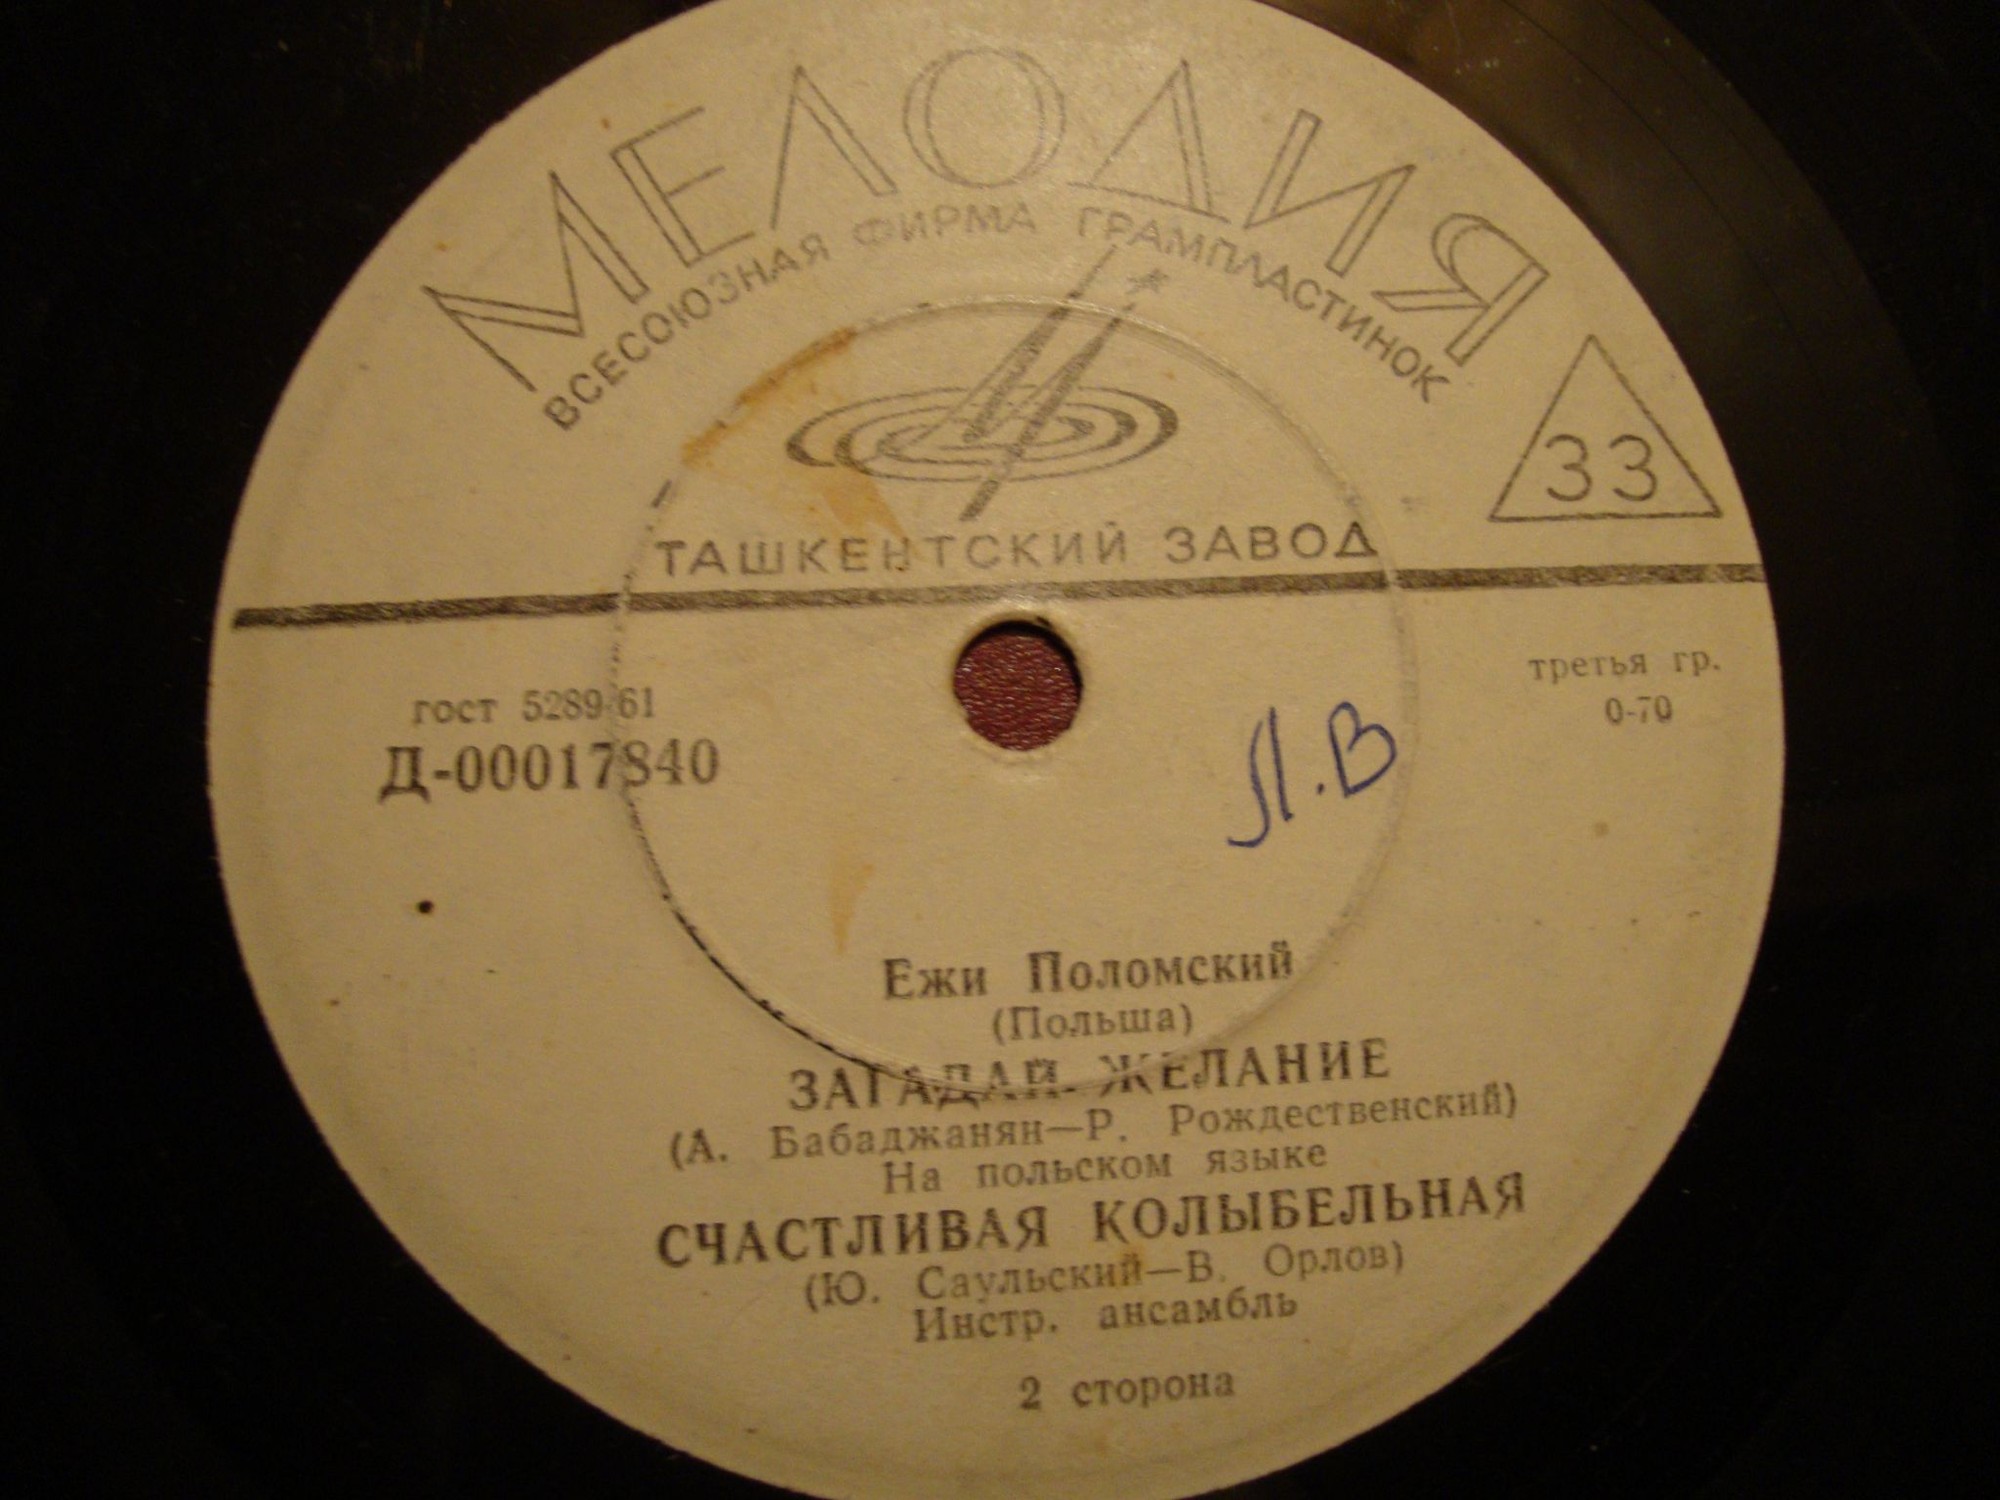 МЕЛОДИЯ
ВСЕСОЮЗНАЯ ФИРМА ГРАМПЛАСТИНОК
33
ТАШКЕНТСКИЙ ЗАВОД
гост 5289-61
третья гр.
Д-00017840
0-70
Л.В
Ежи Поломский
(Польша)
ЗАГАДАЙ ЖЕЛАНИЕ
(А. Бабаджанян—Р. Рождественский)
На польском языке
СЧАСТЛИВАЯ КОЛЫБЕЛЬНАЯ
(Ю. Саульский—В. Орлов)
Инстр. ансамбль
2 сторона